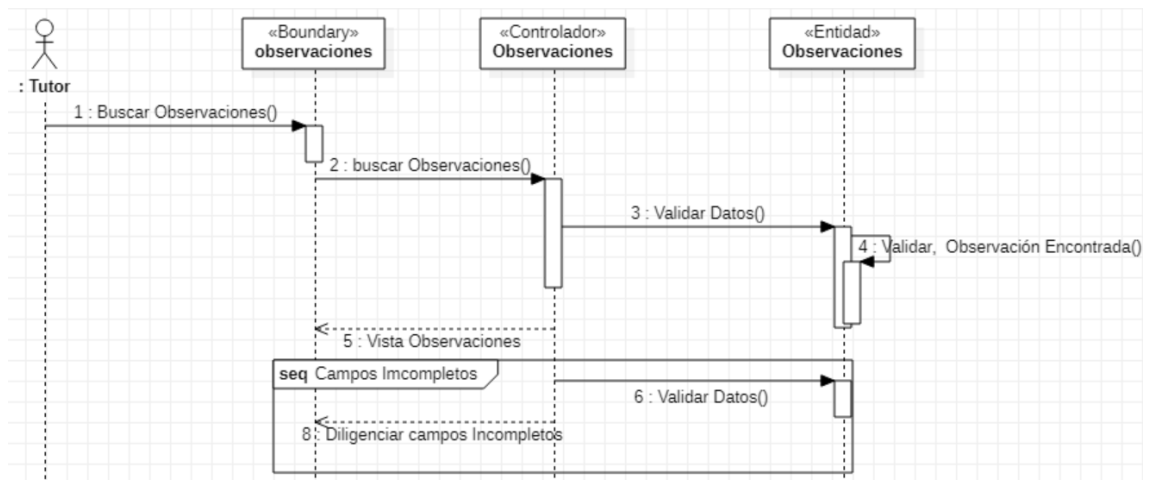 «Boundary»
observaciones
«Controlador»
Observaciones
«Entidad»
Observaciones
: Tutor
1 : Buscar Observaciones()
2 : buscar Observaciones()
3 : Validar Datos()
4 : Validar, Observación Encontrada()
5 : Vista Observaciones
seq Campos Imcompletos
6 : Validar Datos()
8 : Diligenciar campos Incompletos